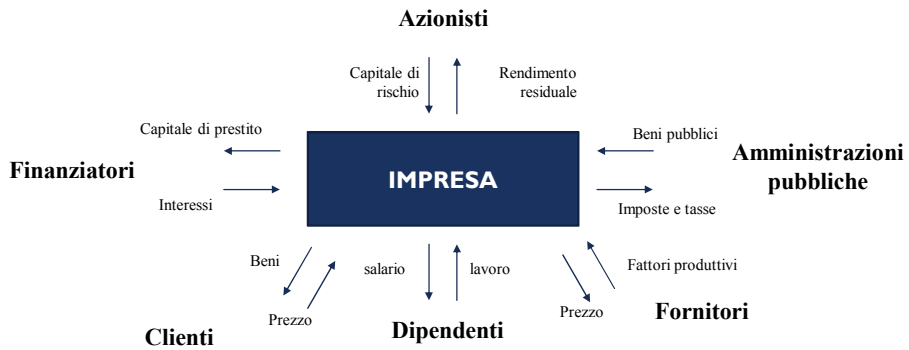 Azionisti
Capitale di
rischio
Rendimento
residuale
Capitale di prestito
Beni pubblici
Finanziatori
IMPRESA
Amministrazioni
pubbliche
Interessi
Imposte e tasse
Beni
salario
lavoro
Fattori produttivi
Prezzo
Prezzo
Clienti
Dipendenti
Fornitori